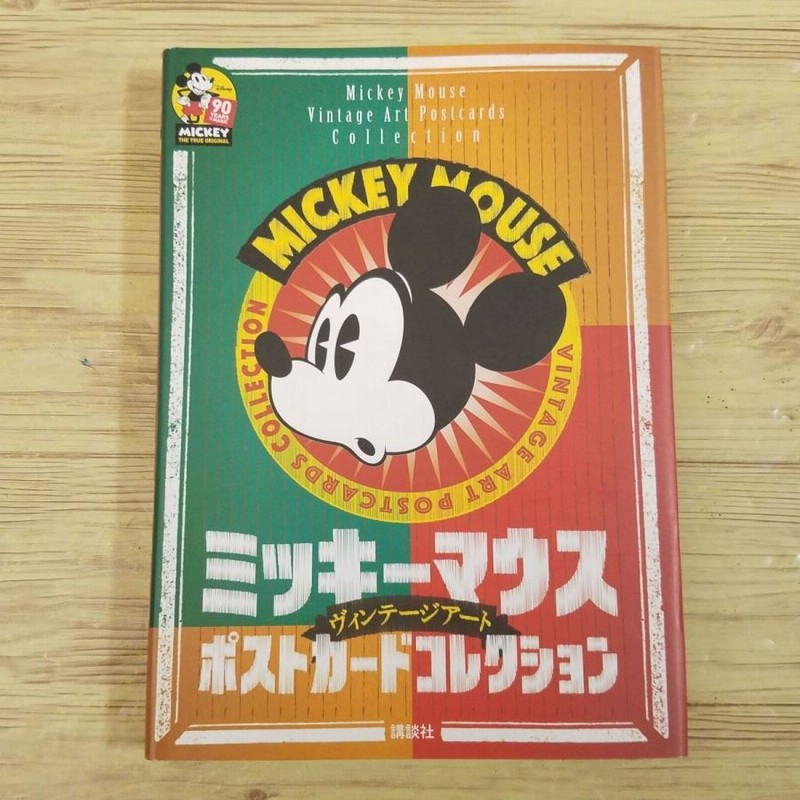 Disney
90
YEARS
OF MAGIC
MICKEY
THE TRUE ORIGINAL
Mickey Mouse
Vintage Art Postcards
Collection
MICKEY MOUSE
VINTAGE ART POSTCARDS COLLECTION
ミッキーマウス
ヴィンテージアート
ポストカードコレクション
講談社